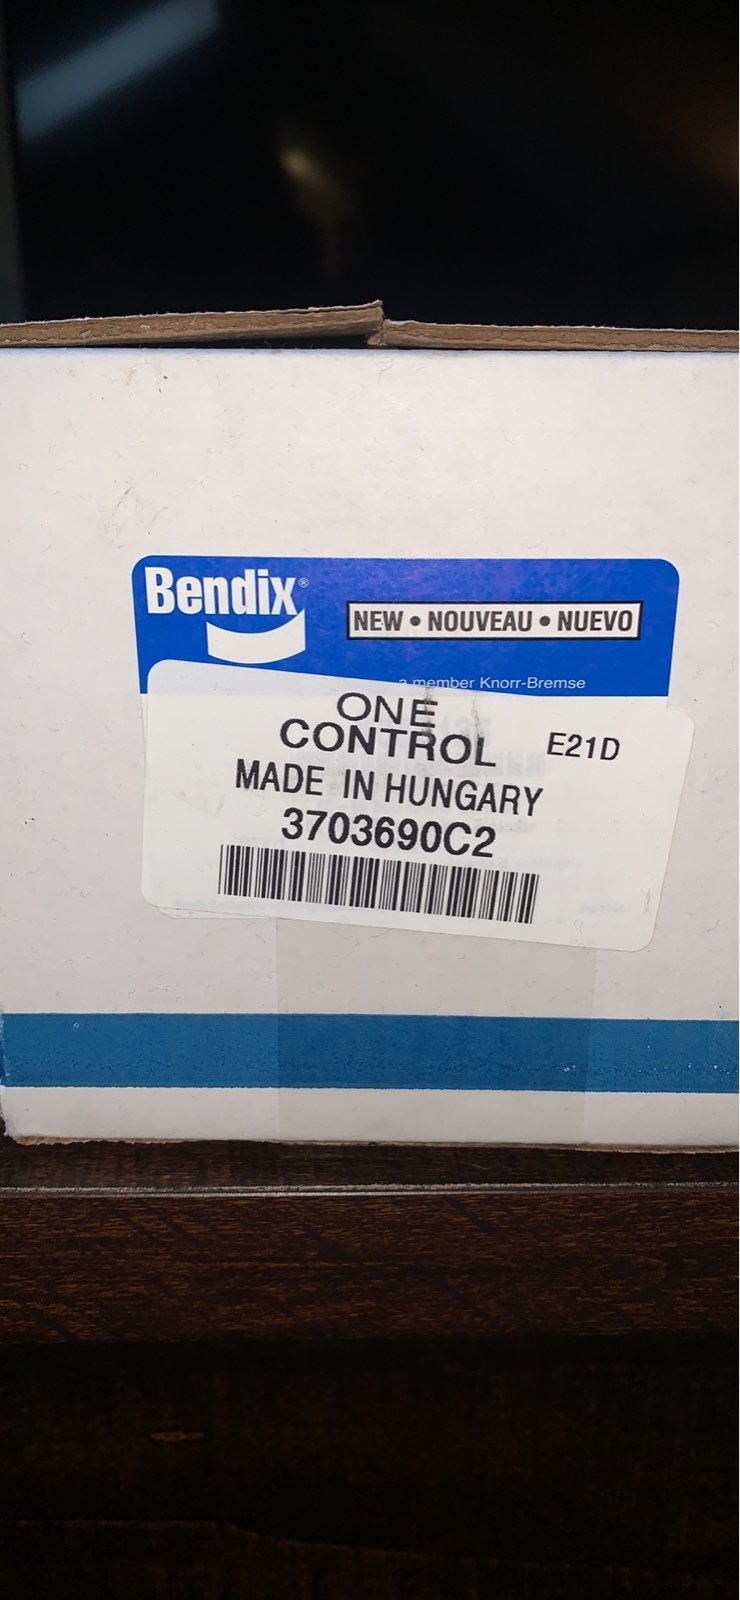 Bendix®
NEW • NOUVEAU • NUEVO
a member Knorr-Bremse
ONE
CONTROL E21D
MADE IN HUNGARY
3703690C2